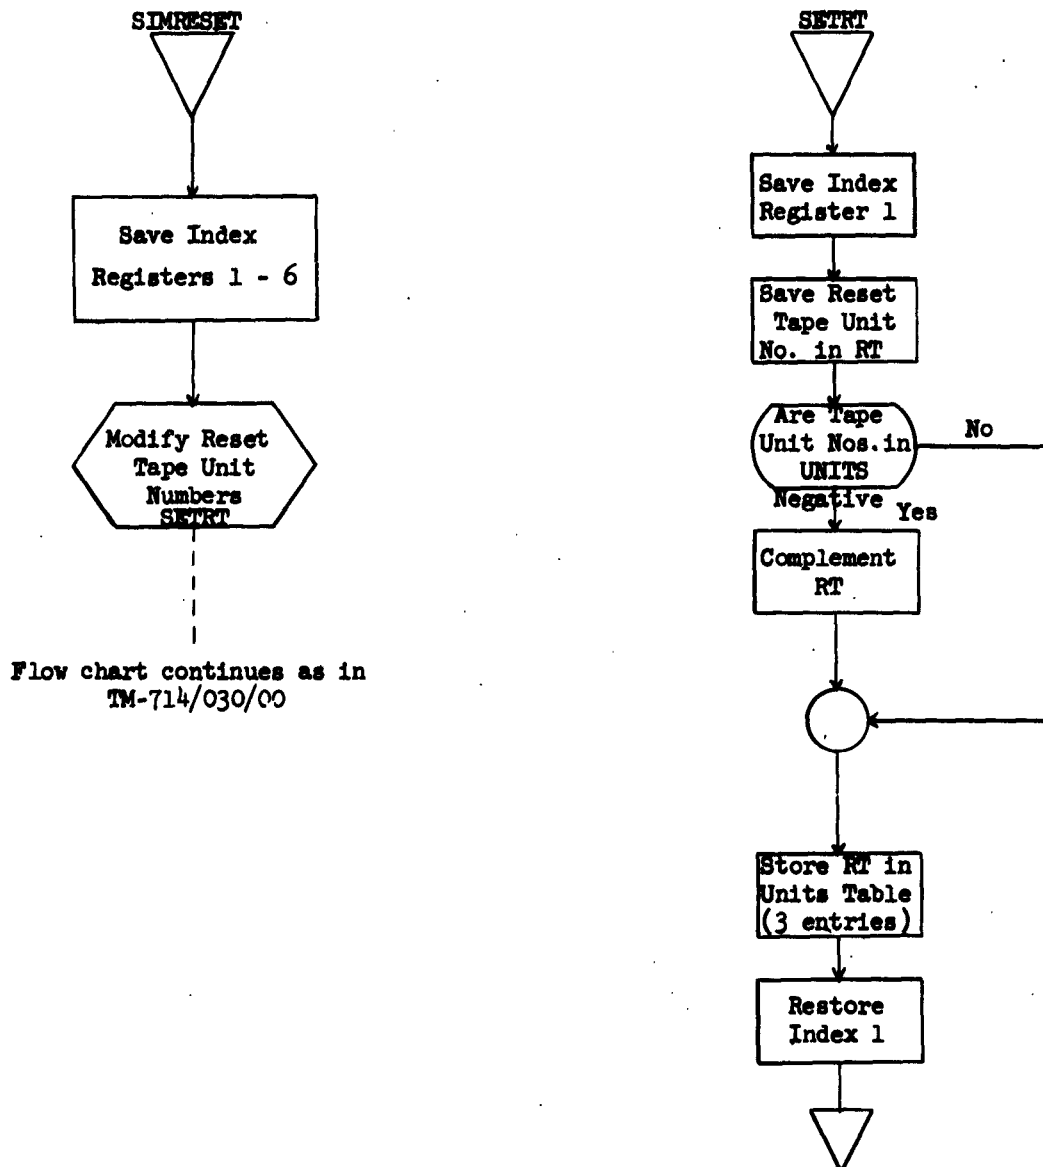 SIMRESET
Save Index
Registers 1 - 6
Modify Reset
Tape Unit
Numbers
SETRT
Flow chart continues as in
TM-714/030/00
SETRT
Save Index
Register 1
Save Reset
Tape Unit
No. in RT
Are Tape
Unit Nos. in
UNITS
Negative
No
Yes
Complement
RT
Store RT in
Units Table
(3 entries)
Restore
Index 1